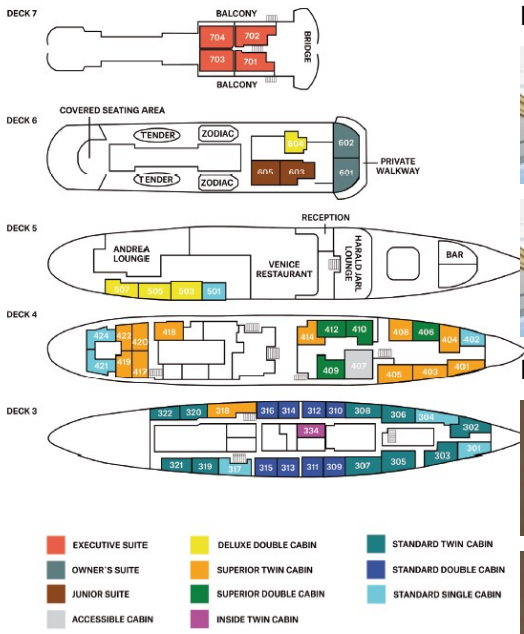 DECK 7
BALCONY
704 702
703 701
BRIDGE
BALCONY
COVERED SEATING AREA
DECK 6
TENDER ZODIAC
604 602
605 603 601
TENDER ZODIAC
PRIVATE
WALKWAY
RECEPTION
DECK 5
ANDREA
LOUNGE
VENICE
RESTAURANT
HARALD JARL
LOUNGE
BAR
507 505 503 501
DECK 4
424 422 420 418 414 412 410 408 406 404 402
421 419 417 409 407 405 403 401
DECK 3
322 320 318 316 314 312 310 308 306 304 302
334
321 319 317 315 313 311 309 307 305 303 301
EXECUTIVE SUITE
OWNER'S SUITE
JUNIOR SUITE
ACCESSIBLE CABIN
DELUXE DOUBLE CABIN
SUPERIOR TWIN CABIN
SUPERIOR DOUBLE CABIN
INSIDE TWIN CABIN
STANDARD TWIN CABIN
STANDARD DOUBLE CABIN
STANDARD SINGLE CABIN